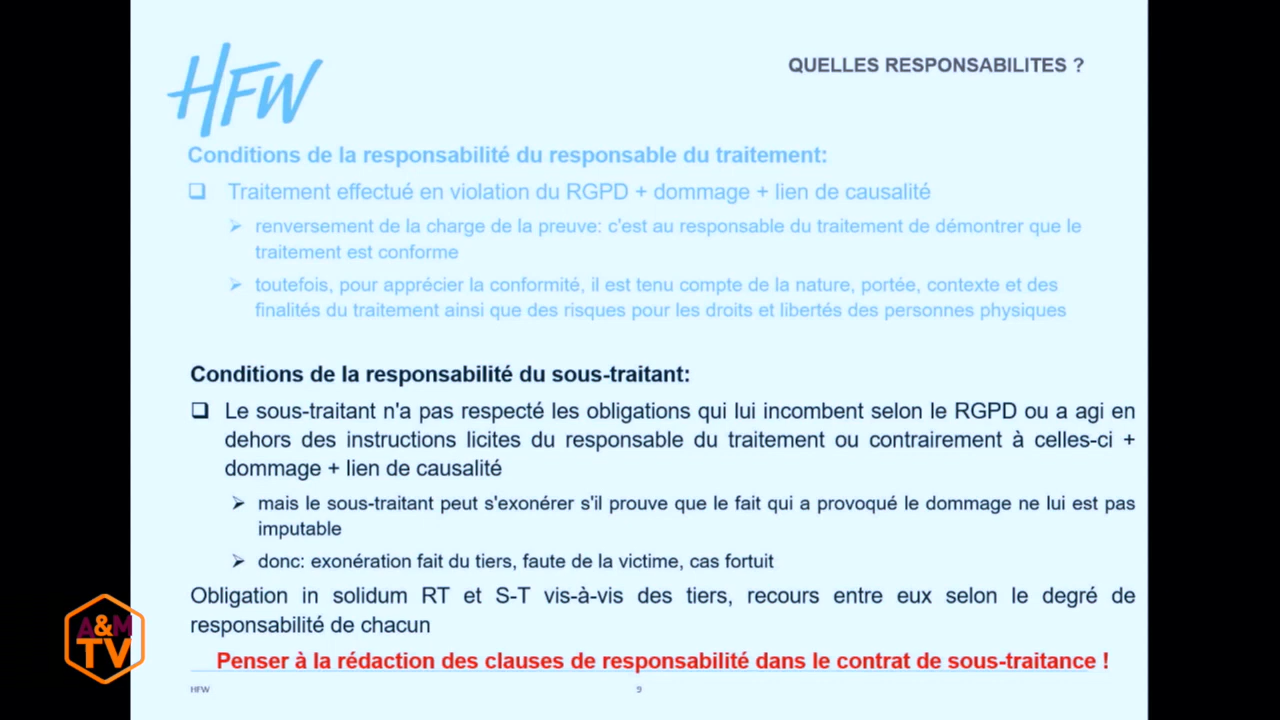 HFW
QUELLES RESPONSABILITES ?
Conditions de la responsabilité du responsable du traitement:
Traitement effectué en violation du RGPD + dommage + lien de causalité
renversement de la charge de la preuve: c'est au responsable du traitement de démontrer que le
traitement est conforme
toutefois, pour apprécier la conformité, il est tenu compte de la nature, portée, contexte et des
finalités du traitement ainsi que des risques pour les droits et libertés des personnes physiques
Conditions de la responsabilité du sous-traitant:
Le sous-traitant n'a pas respecté les obligations qui lui incombent selon le RGPD ou a agi en
dehors des instructions licites du responsable du traitement ou contrairement à celles-ci +
dommage + lien de causalité
mais le sous-traitant peut s'exonérer s'il prouve que le fait qui a provoqué le dommage ne lui est pas
imputable
donc: exonération fait du tiers, faute de la victime, cas fortuit
Obligation in solidum RT et S-T vis-à-vis des tiers, recours entre eux selon le degré de
responsabilité de chacun
Penser à la rédaction des clauses de responsabilité dans le contrat de sous-traitance !
HFW
9
A&M
TV